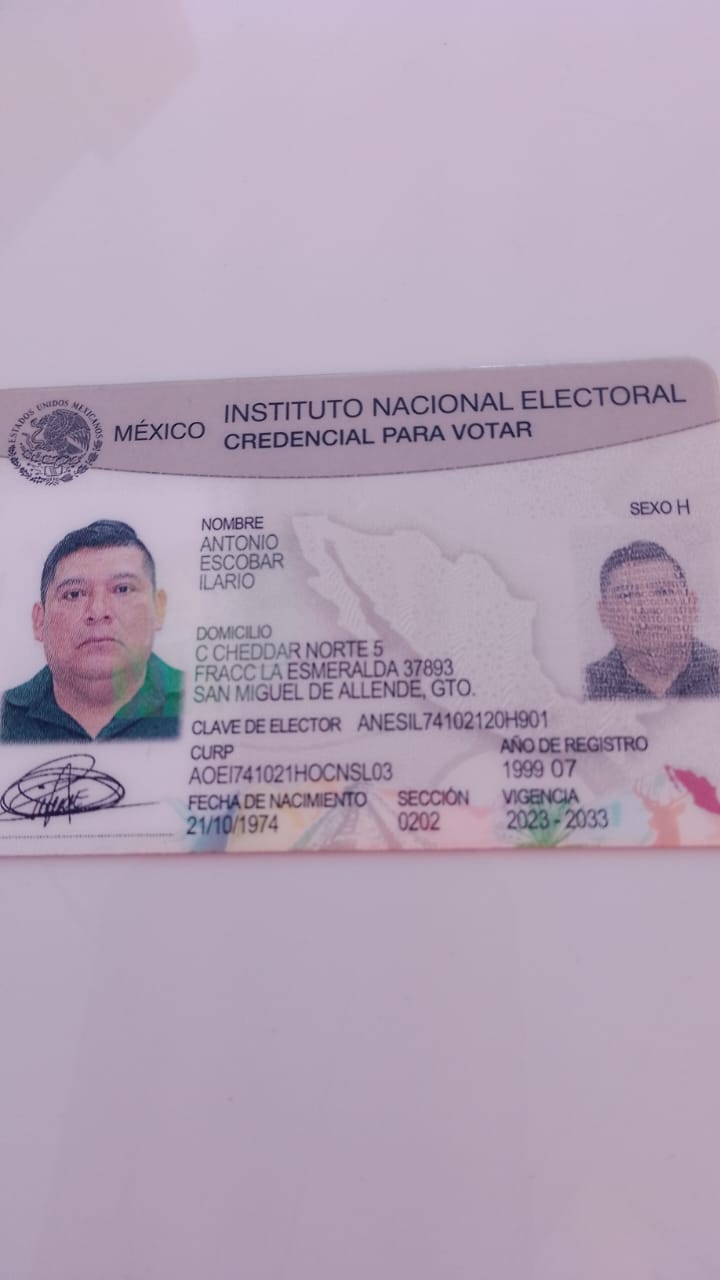 ESTADOS UNIDOS MEXICANOS
MÉXICO
INSTITUTO NACIONAL ELECTORAL
CREDENCIAL PARA VOTAR
SEXO H
NOMBRE
ANTONIO
ESCOBAR
ILARIO
DOMICILIO
C CHEDDAR NORTE 5
FRACC LA ESMERALDA 37893
SAN MIGUEL DE ALLENDE, GTO.
CLAVE DE ELECTOR ANESIL74102120H901
CURP
AOEI741021HOCNSL03
AÑO DE REGISTRO
1999 07
FECHA DE NACIMIENTO
21/10/1974
SECCIÓN
0202
VIGENCIA
2023 - 2033